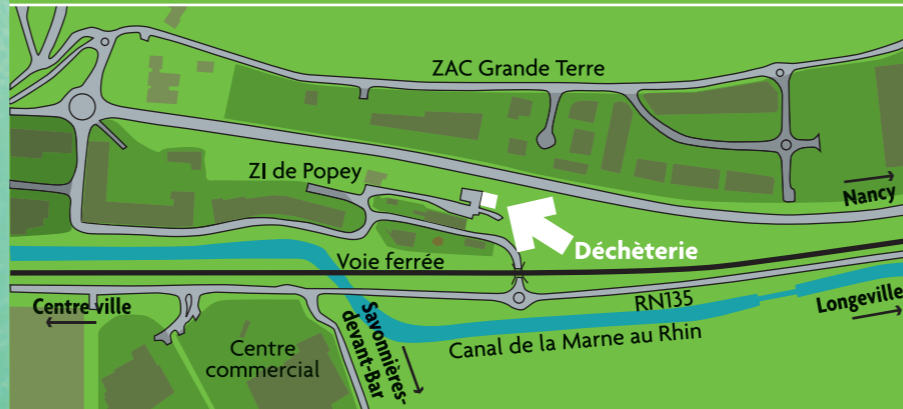 ZAC Grande Terre
ZI de Popey
Nancy
Déchèterie
Voie ferrée
RN135
Centre ville
Longeville
Savonnières-
devant-Bar
Canal de la Marne au Rhin
Centre
commercial